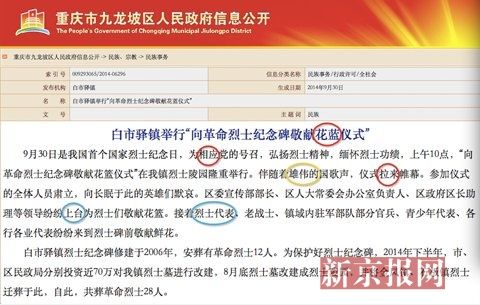 重庆市九龙坡区人民政府信息公开
The People's Government of Chongqing Municipal Jiulongpo District
重庆市九龙坡区人民政府信息公开 -> 民族、宗教 -> 民族事务
索 引 号 009293065/2014-06296 信息分类名称 民族事务/行政许可/全社会
发布机构 白市驿镇 生成日期 2014年9月30日
名 称 白市驿镇举行"向革命烈士纪念碑敬献花蓝仪式"
文 号 主 题 词 民族
白市驿镇举行"向革命烈士纪念碑敬献花蓝仪式"
9月30日是我国首个国家烈士纪念日，为相应党的号召，弘扬烈士精神，缅怀烈士功绩，上午10点，"向
革命烈士纪念碑敬献花蓝仪式"在我镇烈士陵园隆重举行。伴随着雄伟的国歌声，仪式拉来帷幕。参加仪式
的全体人员肃立，向长眠于此的英雄们默哀。区委宣传部部长、区人大常委会办公室负责人、区政府区长助
理等领导纷纷上台为烈士们敬献花蓝。接着烈士代表、老战士、镇域内驻军部队部分官兵、青少年代表、各
行各业代表纷纷来到烈士碑前敬献鲜花。
白市驿镇烈士纪念碑修建于2006年，安葬有革命烈士12人。为保护好烈士纪念碑，2014年下半年，市、
区民政局分别投资近70万对我镇烈士墓进行改建，8月底烈士墓改建成烈士
迁葬于此。自此，共葬革命烈士28人。
新京报网